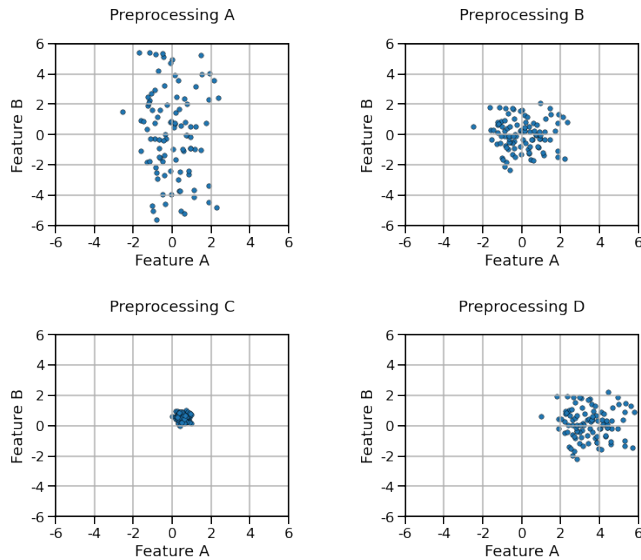 Preprocessing A
6
4
2
0
-2
-4
-6
Feature B
-6 -4 -2 0 2 4 6
Feature A
Preprocessing B
6
4
2
0
-2
-4
-6
Feature B
-6 -4 -2 0 2 4 6
Feature A
Preprocessing C
6
4
2
0
-2
-4
-6
Feature B
-6 -4 -2 0 2 4 6
Feature A
Preprocessing D
6
4
2
0
-2
-4
-6
Feature B
-6 -4 -2 0 2 4 6
Feature A